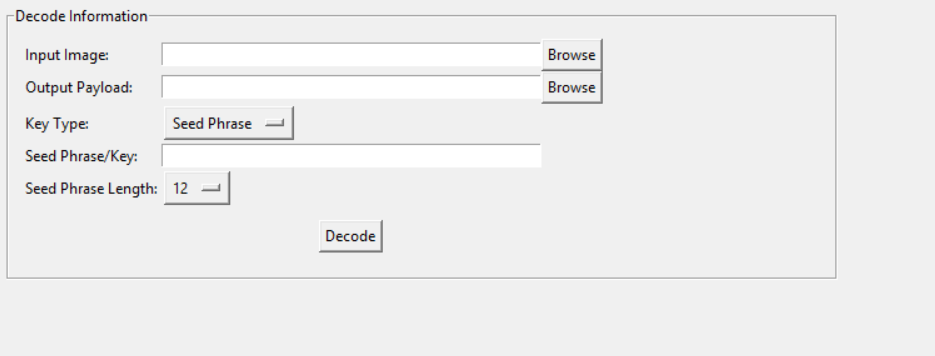 Decode Information
Input Image: Browse
Output Payload: Browse
Key Type: Seed Phrase
Seed Phrase/Key:
Seed Phrase Length: 12
Decode